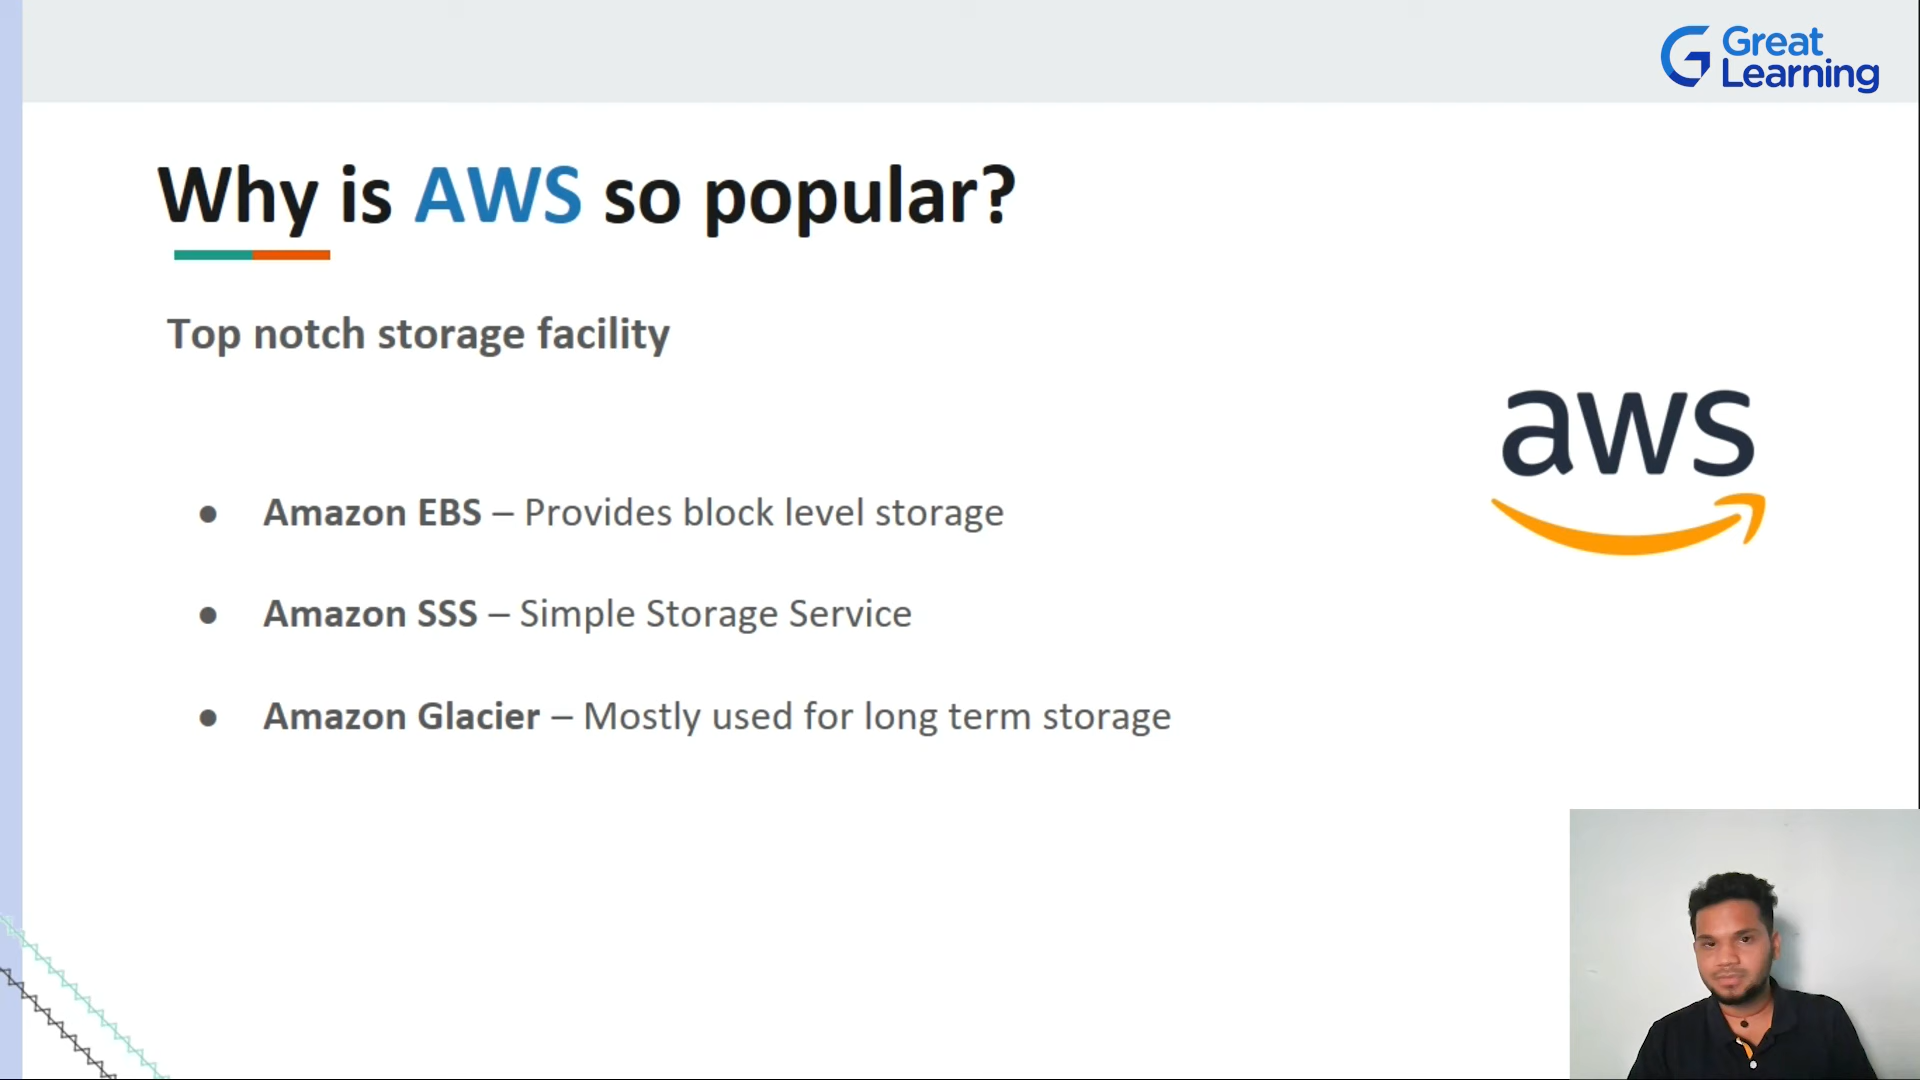 Great
Learning
Why is AWS so popular?
Top notch storage facility
aws
● Amazon EBS – Provides block level storage
● Amazon SSS – Simple Storage Service
● Amazon Glacier – Mostly used for long term storage